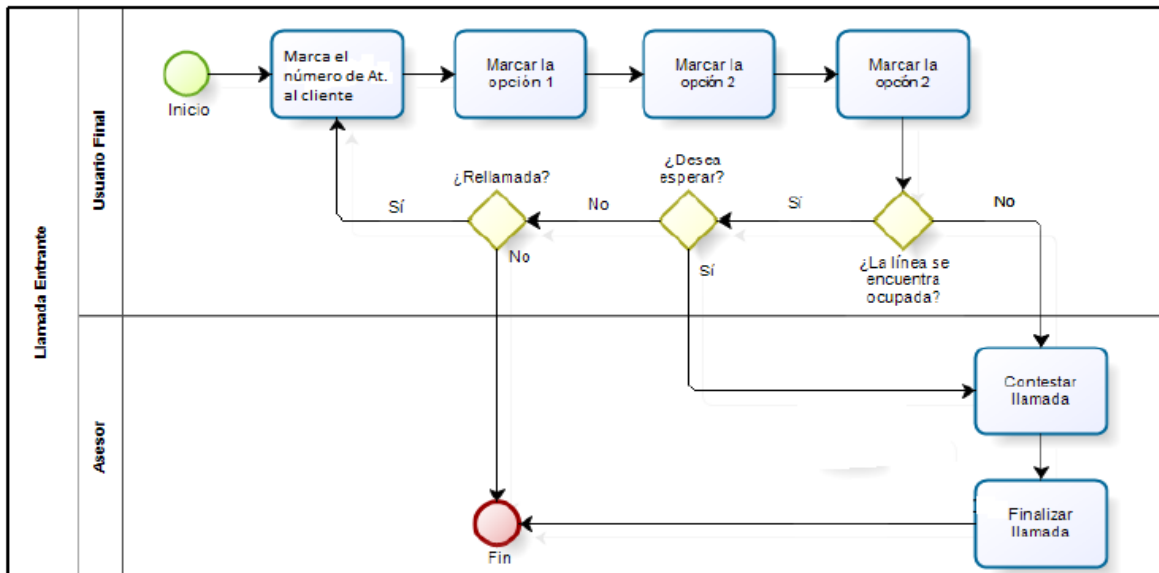 Llamada Entrante
Usuario Final
Inicio
Marca el
número de At.
al cliente
Marcar la
opción 1
Marcar la
opción 2
Marcar la
opcón 2
¿La línea se
encuentra
ocupada?
Sí
No
¿Desea
esperar?
No
Sí
¿Rellamada?
Sí
No
Asesor
Contestar
llamada
Finalizar
llamada
Fin